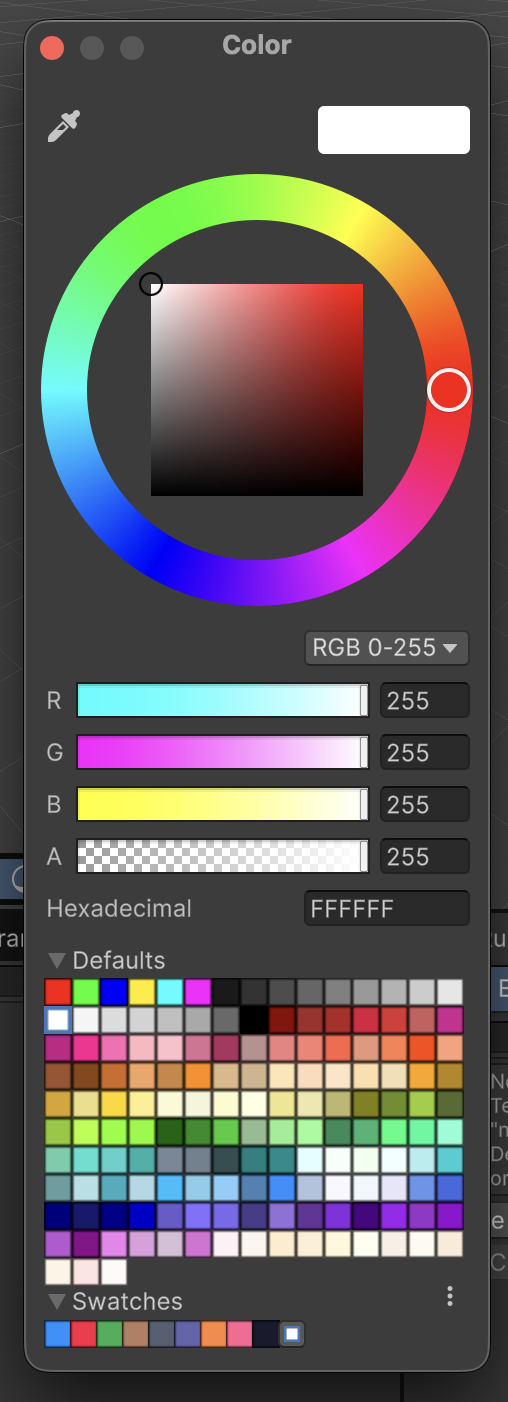 Color
RGB 0-255
R 255
G 255
B 255
A 255
Hexadecimal FFFFFF
Defaults
Swatches